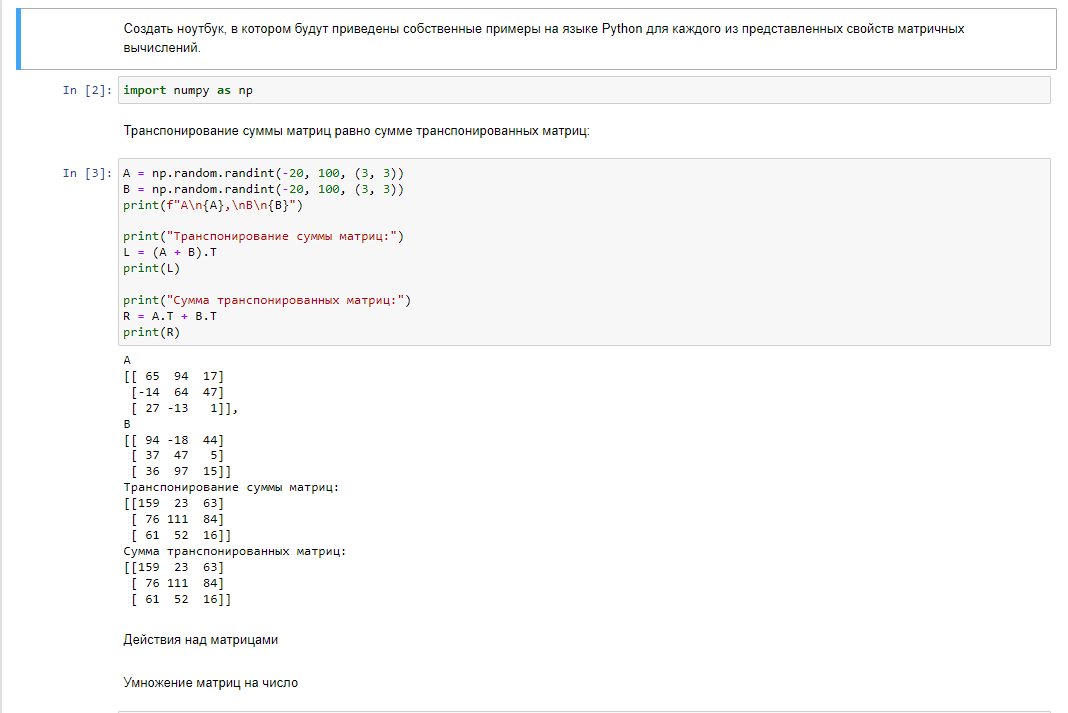 Создать ноутбук, в котором будут приведены собственные примеры на языке Python для каждого из представленных свойств матричных
вычислений.
In [2]: import numpy as np
Транспонирование суммы матриц равно сумме транспонированных матриц:
In [3]: A = np.random.randint(-20, 100, (3, 3))
B = np.random.randint(-20, 100, (3, 3))
print(f"A\n{A},\nB\n{B}")
print("Транспонирование суммы матриц:")
L = (A + B).T
print(L)
print("Сумма транспонированных матриц:")
R = A.T + B.T
print(R)
A
[[ 65  94  17]
 [-14  64  47]
 [ 27 -13   1]],
B
[[ 94 -18  44]
 [ 37  47   5]
 [ 36  97  15]]
Транспонирование суммы матриц:
[[159  23  63]
 [ 76 111  84]
 [ 61  52  16]]
Сумма транспонированных матриц:
[[159  23  63]
 [ 76 111  84]
 [ 61  52  16]]
Действия над матрицами
Умножение матриц на число